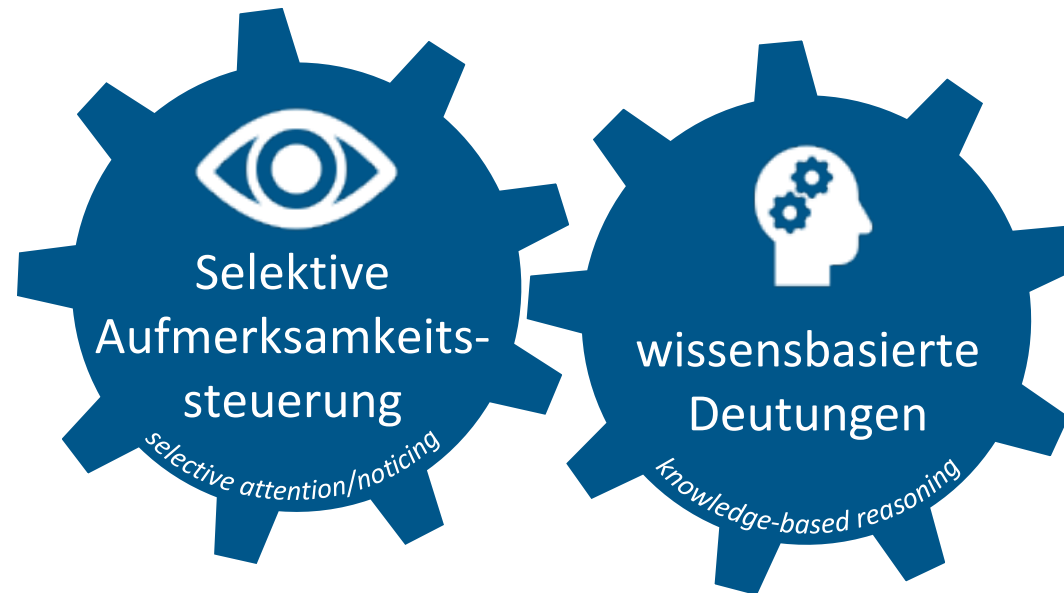 Selektive
Aufmerksamkeits-
steuerung
selective attention/noticing
wissensbasierte
Deutungen
knowledge-based reasoning